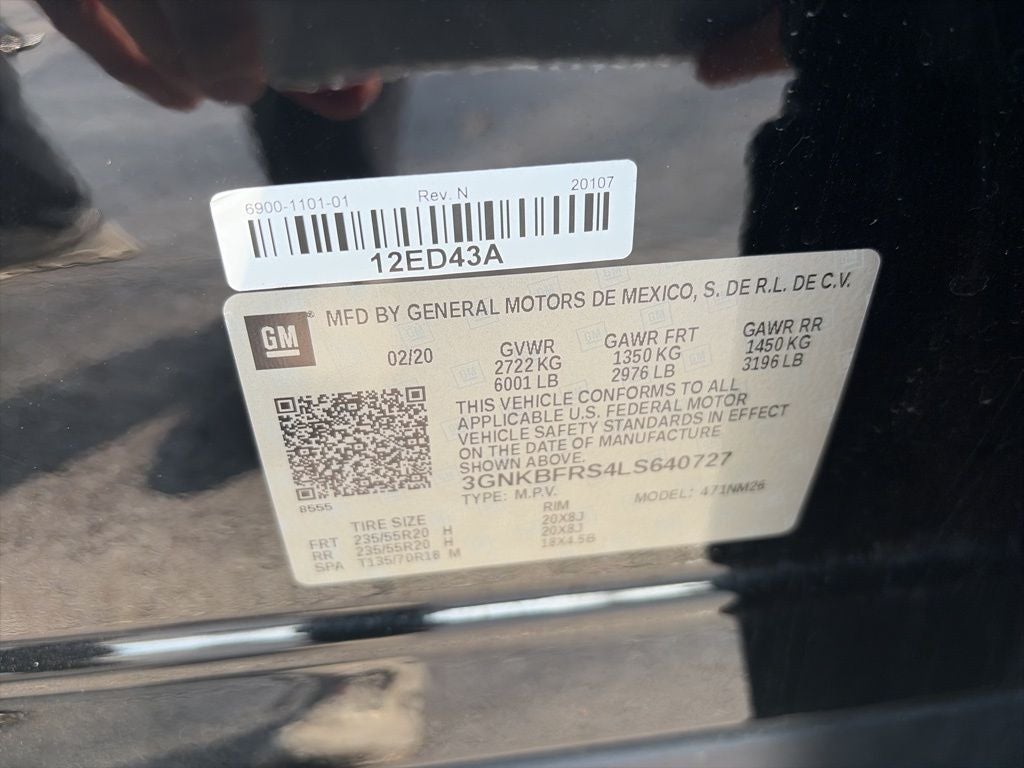 6900-1101-01 Rev. N 20107
12ED43A
GM ® MFD BY GENERAL MOTORS DE MEXICO, S. DE R.L. DE C.V.
02/20 GVWR GAWR FRT GAWR RR
2722 KG 1350 KG 1450 KG
6001 LB 2976 LB 3196 LB
THIS VEHICLE CONFORMS TO ALL
APPLICABLE U.S. FEDERAL MOTOR
VEHICLE SAFETY STANDARDS IN EFFECT
ON THE DATE OF MANUFACTURE
SHOWN ABOVE.
3GNKBFRS4LS640727
8555 TYPE: M.P.V. MODEL: 471NM26
TIRE SIZE RIM
FRT 235/55R20 H 20X8J
RR 235/55R20 H 20X8J
SPA T135/70R18 M 18X4.5B